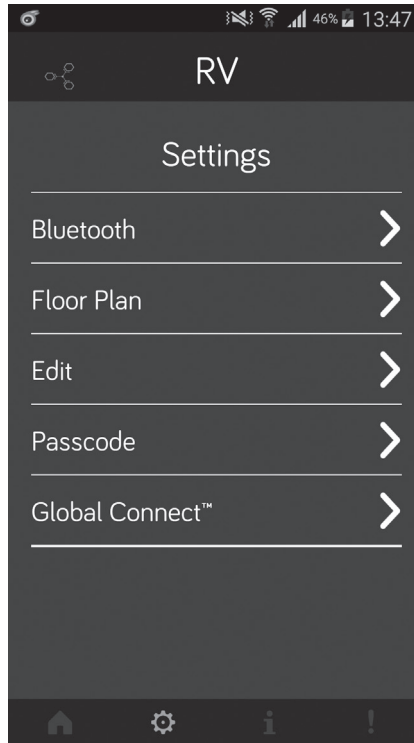 46% 13:47
RV
Settings
Bluetooth
Floor Plan
Edit
Passcode
Global Connect™